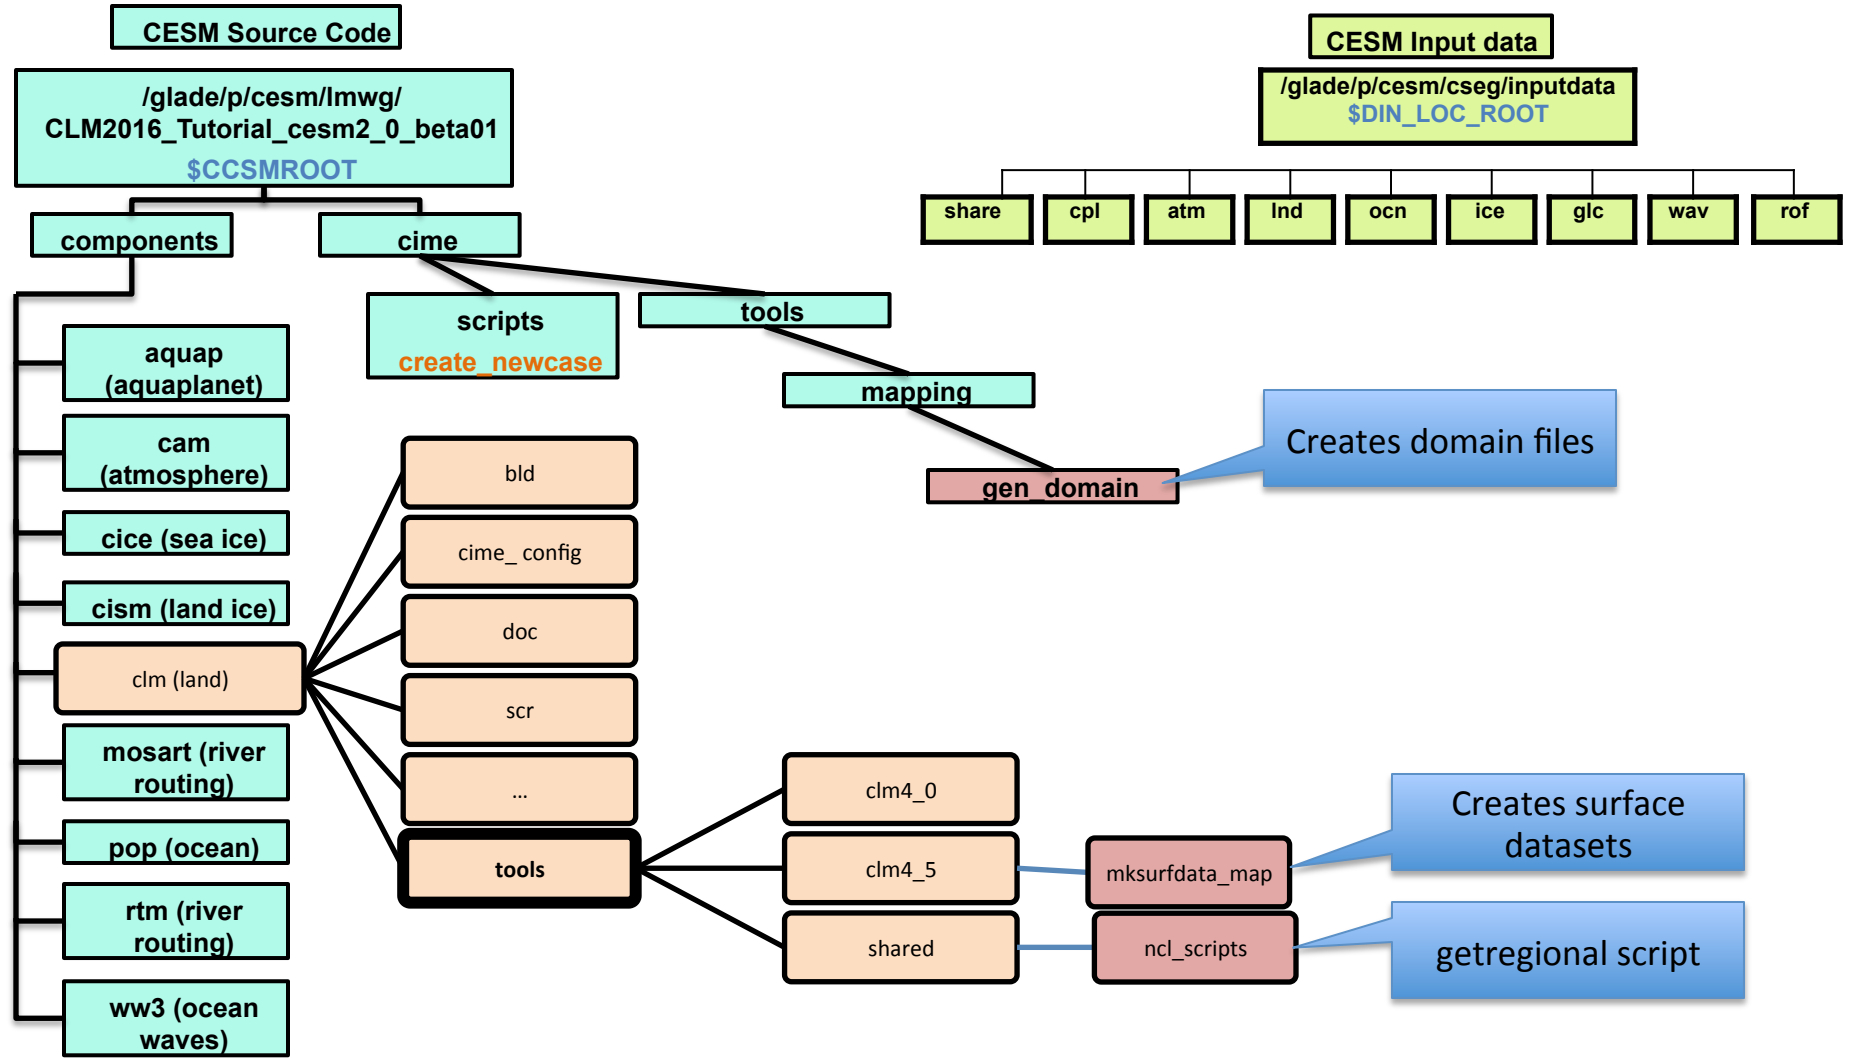 CESM Source Code
/glade/p/cesm/lmwg/
CLM2016_Tutorial_cesm2_0_beta01
$CCSMROOT
CESM Input data
/glade/p/cesm/cseg/inputdata
$DIN_LOC_ROOT
share
cpl
atm
lnd
ocn
ice
glc
wav
rof
components
cime
scripts
create_newcase
tools
mapping
gen_domain
Creates domain files
aquap
(aquaplanet)
cam
(atmosphere)
cice (sea ice)
cism (land ice)
clm (land)
mosart (river
routing)
pop (ocean)
rtm (river
routing)
ww3 (ocean
waves)
bld
cime_ config
doc
scr
...
tools
clm4_0
clm4_5
shared
mksurfdata_map
ncl_scripts
Creates surface
datasets
getregional script